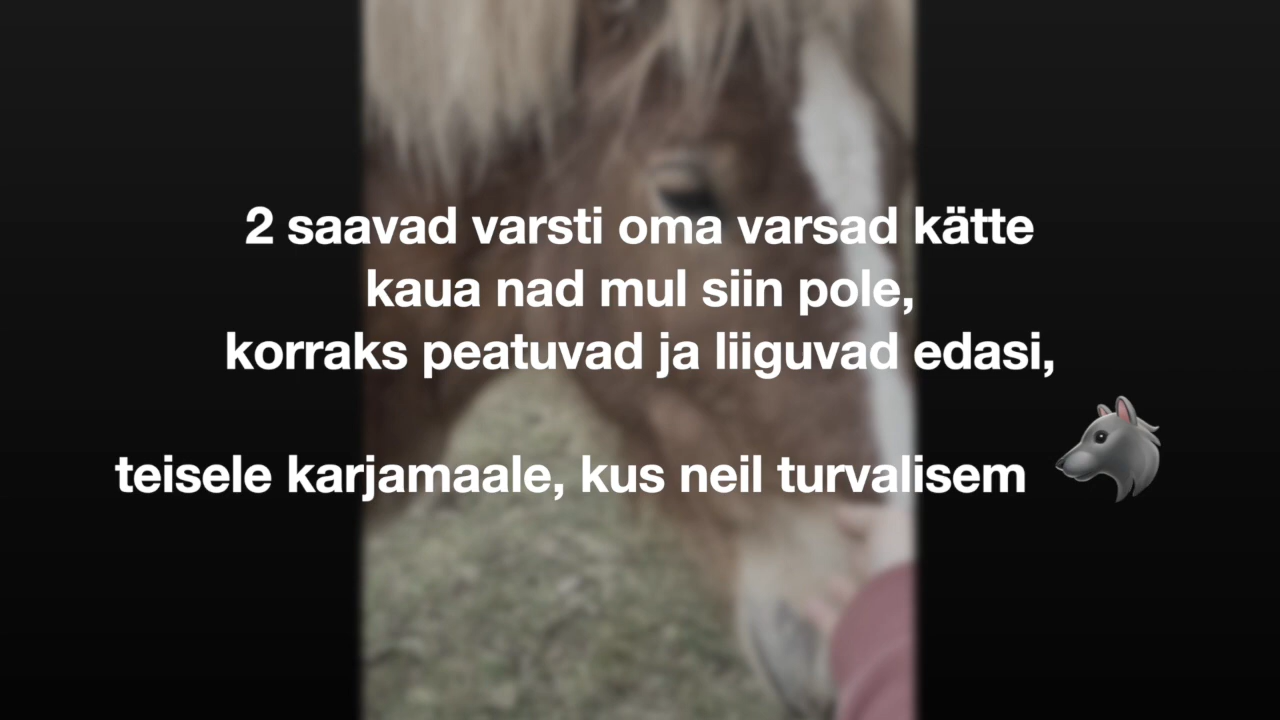 2 saavad varsti oma varsad kätte
kaua nad mul siin pole,
korraks peatuvad ja liiguvad edasi,
teisele karjamaale, kus neil turvalisem 🐺